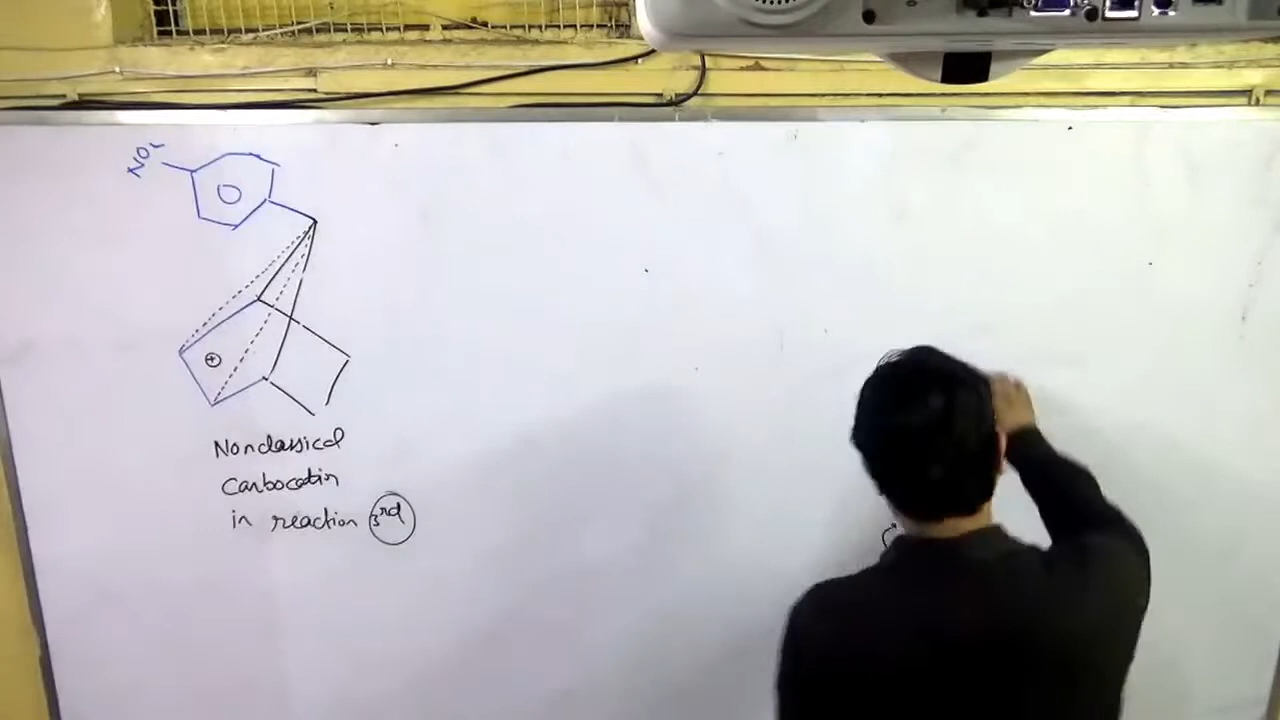 NO₂
⊕
Nonclassical
Carbocation
in reaction 3rd